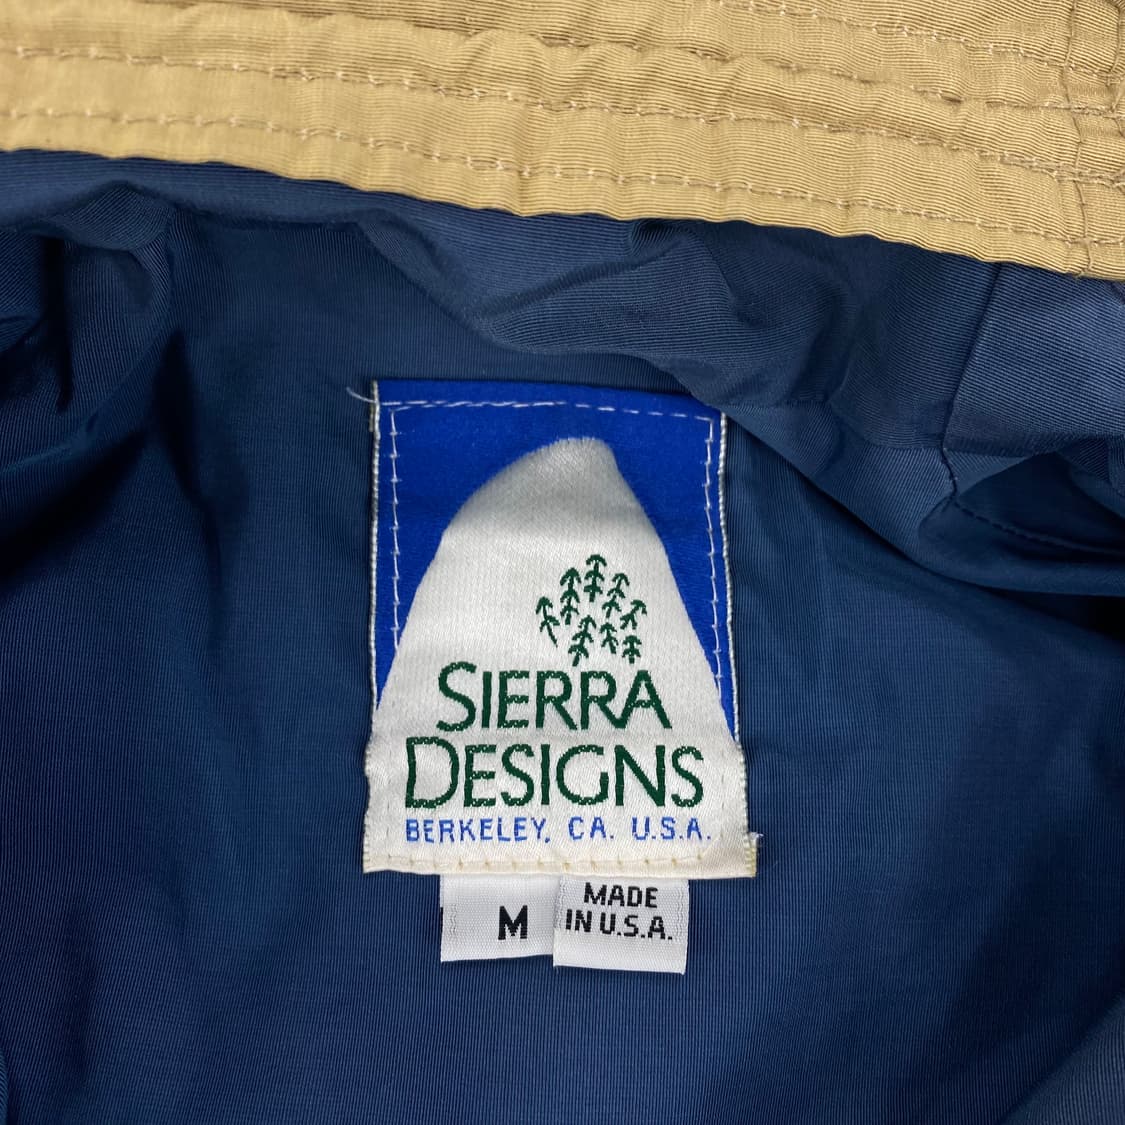 SIERRA
DESIGNS
BERKELEY, CA. U.S.A.
M
MADE
IN U.S.A.